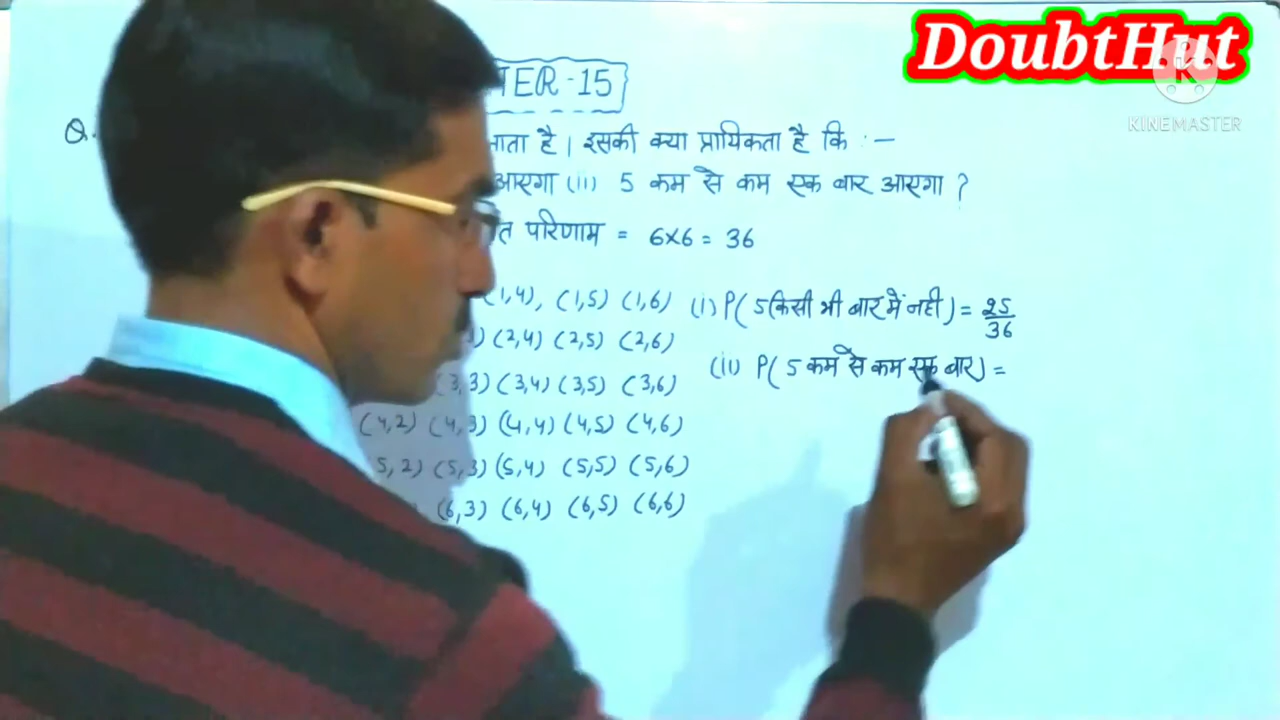 DoubtHut
KINEMASTER
TER-15
Q.
जाता है। इसकी क्या प्रायिकता है कि :-
आएगा (ii) 5 कम से कम एक बार आएगा ?
परिणाम = 6×6 = 36
(1,4), (1,5) (1,6)
(2,4) (2,5) (2,6)
(3,3) (3,4) (3,5) (3,6)
(4,2) (4,3) (4,4) (4,5) (4,6)
5,2) (5,3) (5,4) (5,5) (5,6)
(6,3) (6,4) (6,5) (6,6)
(i) P( 5 किसी भी बार में नही ) = 25/36
(ii) P( 5 कम से कम एक बार) =